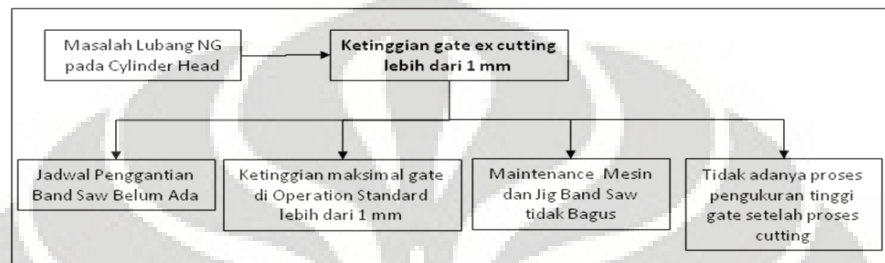 Masalah Lubang NG
pada Cylinder Head
Ketinggian gate ex cutting
lebih dari 1 mm
Jadwal Penggantian
Band Saw Belum Ada
Ketinggian maksimal gate
di Operation Standard
lebih dari 1 mm
Maintenance Mesin
dan Jig Band Saw
tidak Bagus
Tidak adanya proses
pengukuran tinggi
gate setelah proses
cutting